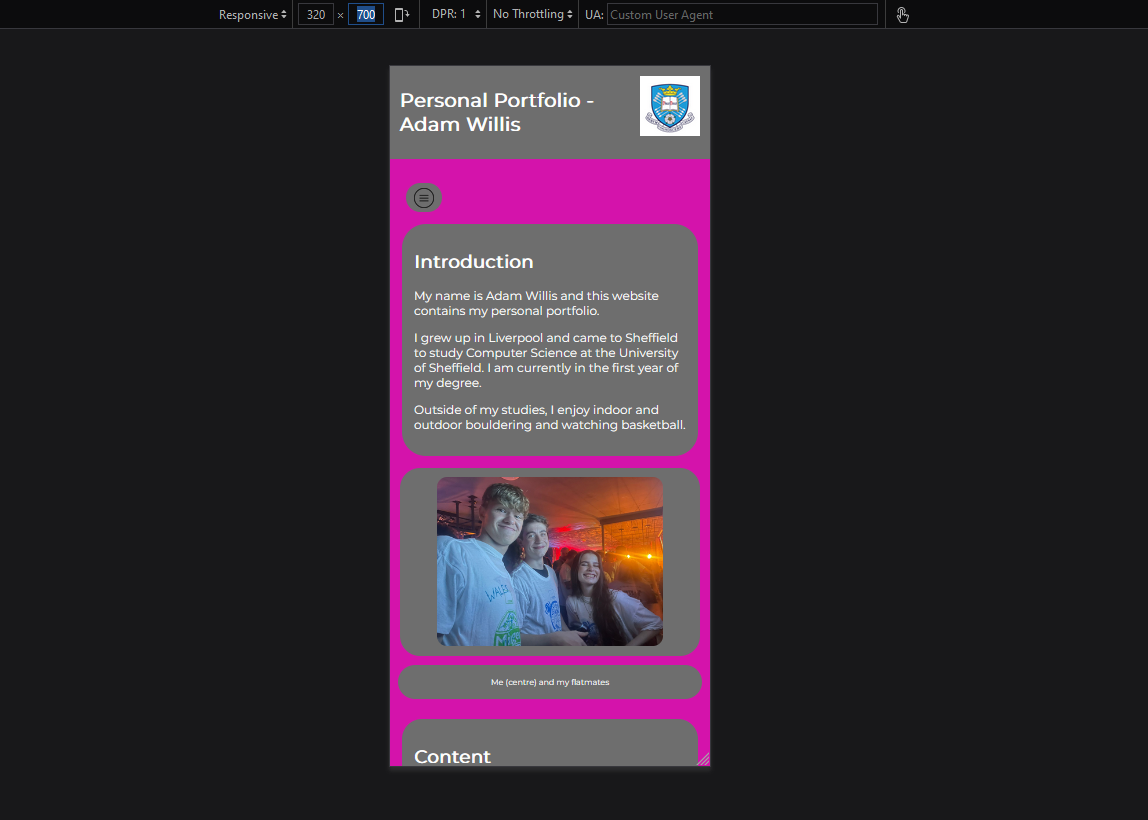 Responsive 320 × 700 DPR: 1 No Throttling UA: Custom User Agent
Personal Portfolio -
Adam Willis
Introduction
My name is Adam Willis and this website
contains my personal portfolio.
I grew up in Liverpool and came to Sheffield
to study Computer Science at the University
of Sheffield. I am currently in the first year of
my degree.
Outside of my studies, I enjoy indoor and
outdoor bouldering and watching basketball.
Me (centre) and my flatmates
Content